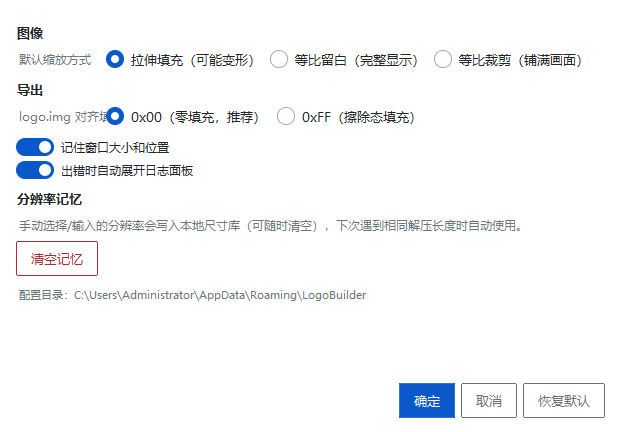 图像
默认缩放方式 拉伸填充（可能变形） 等比留白（完整显示） 等比裁剪（铺满画面）
导出
logo.img 对齐填 0x00（零填充，推荐） 0xFF（擦除态填充）
记住窗口大小和位置
出错时自动展开日志面板
分辨率记忆
手动选择/输入的分辨率会写入本地尺寸库（可随时清空），下次遇到相同解压长度时自动使用。
清空记忆
配置目录：C:\Users\Administrator\AppData\Roaming\LogoBuilder
确定 取消 恢复默认